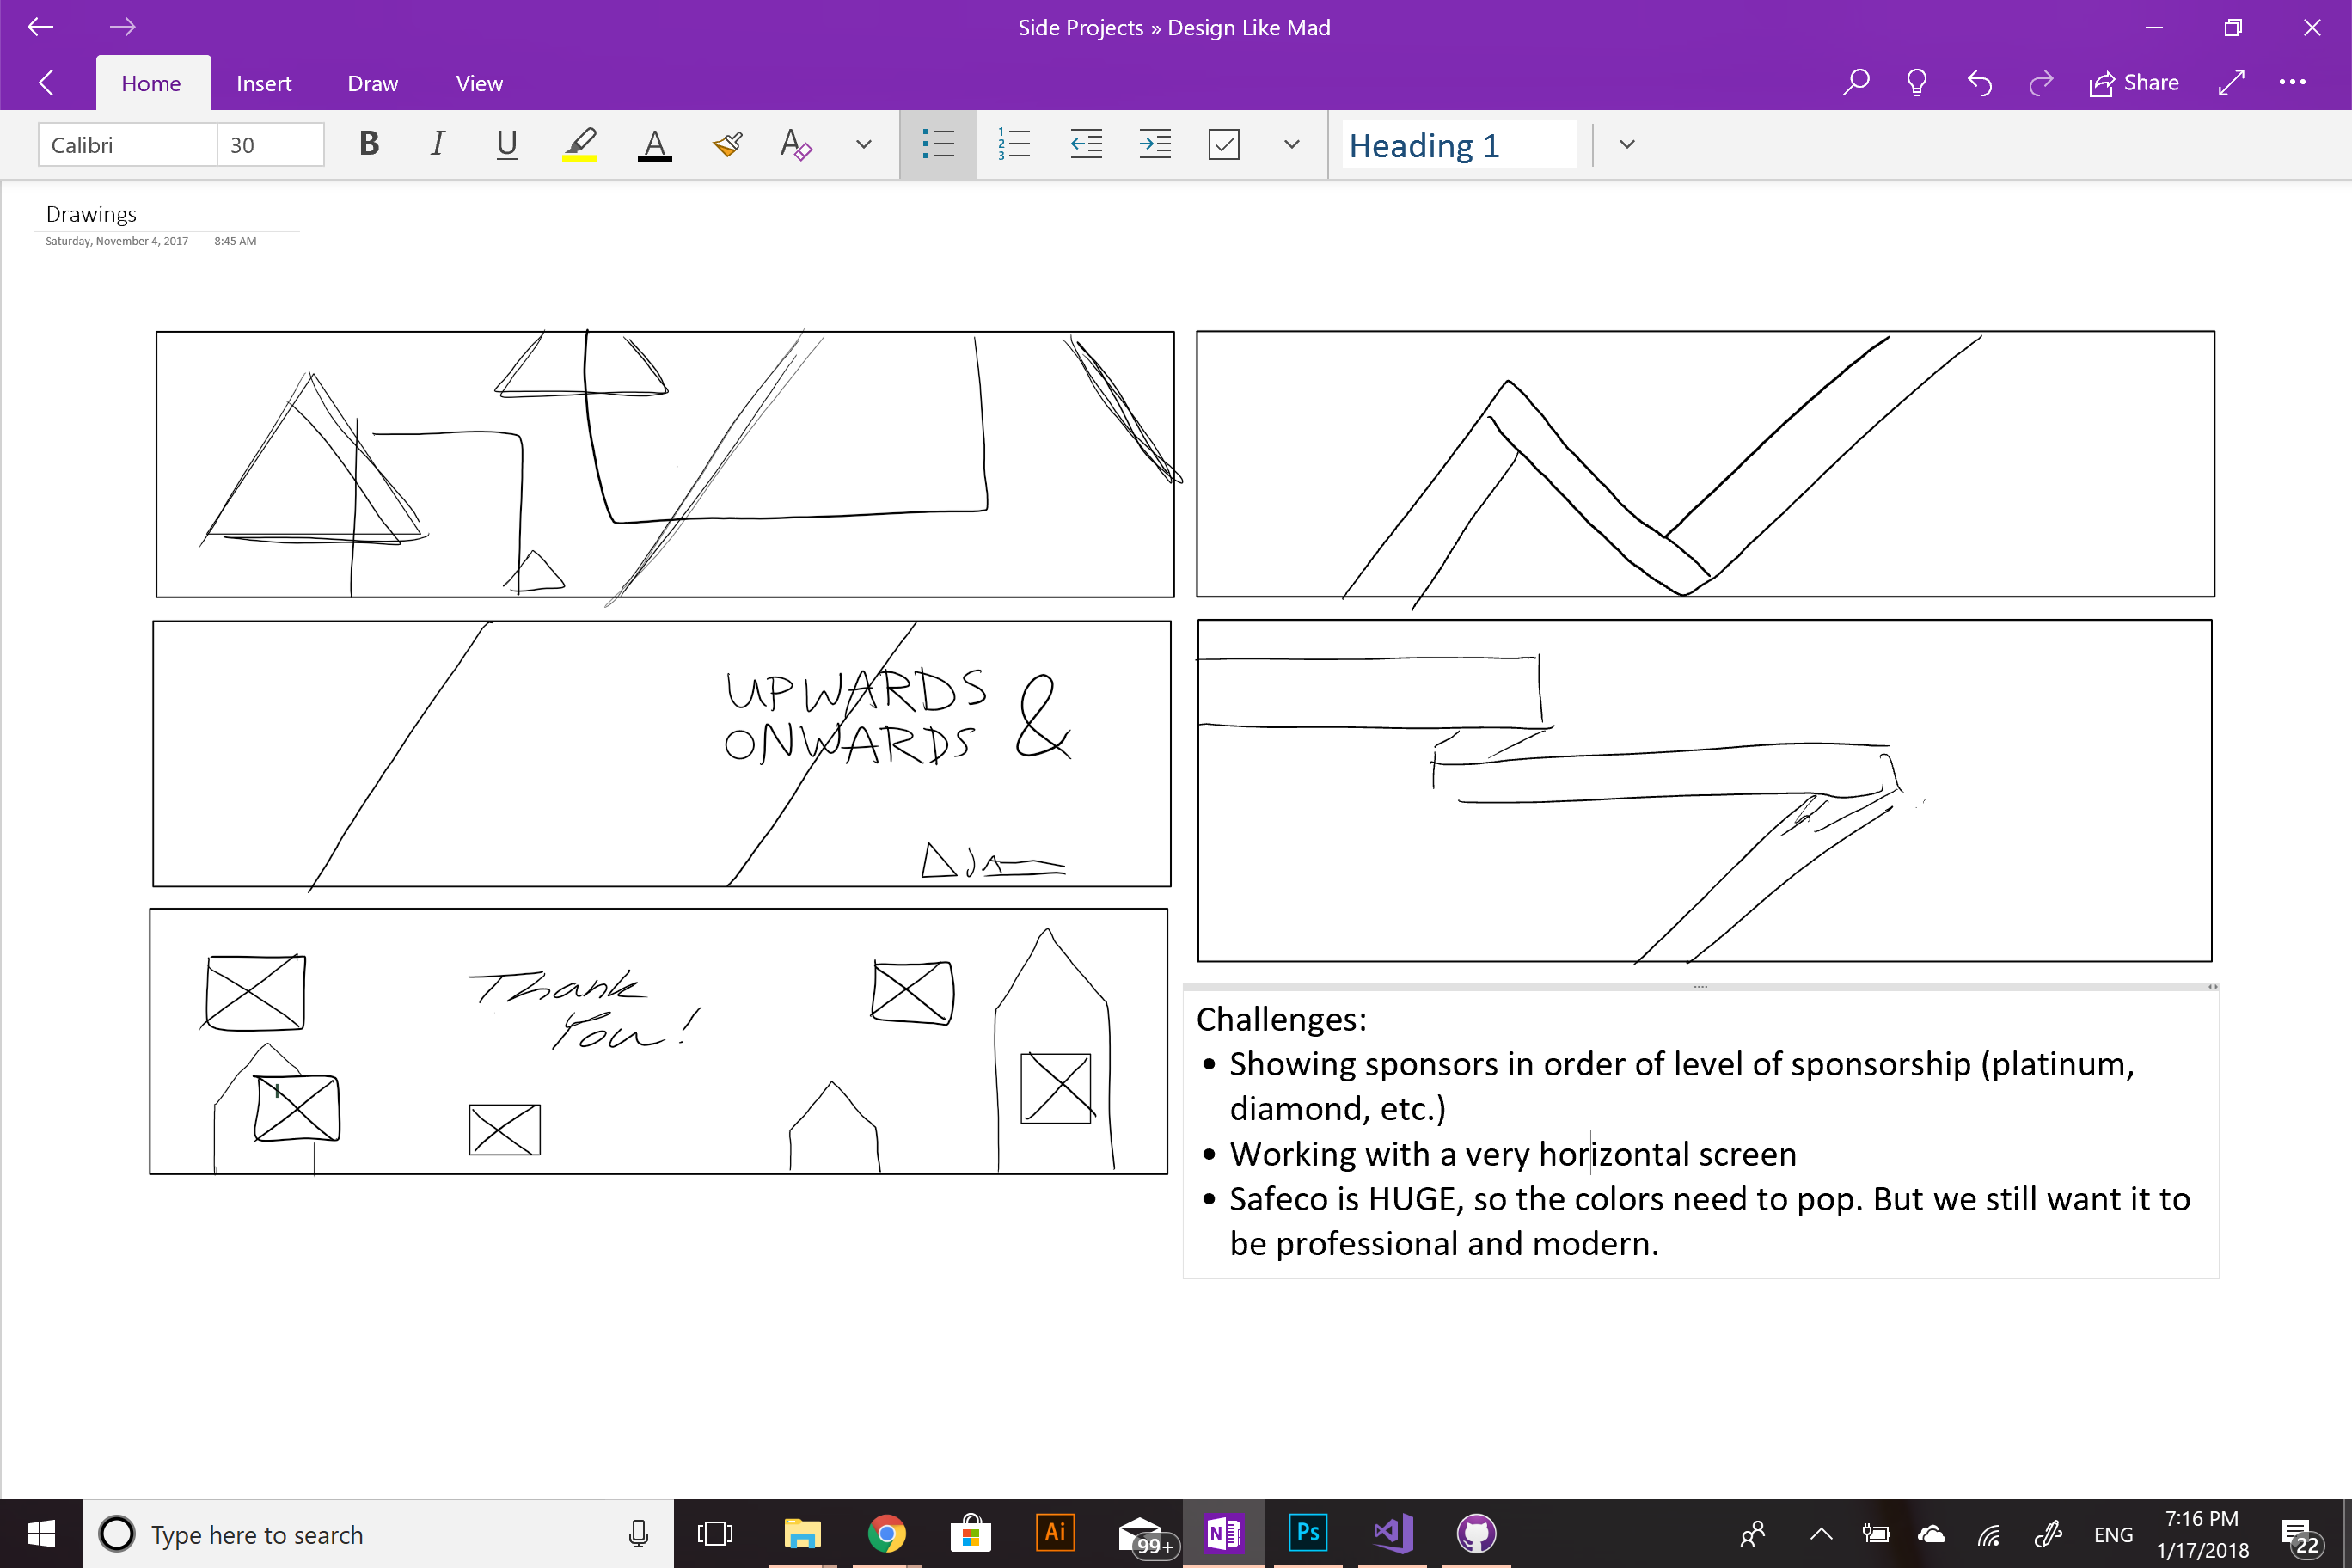 Side Projects » Design Like Mad
Home Insert Draw View Share
Calibri 30 B I U A A 1 2 3 Heading 1
Drawings
Saturday, November 4, 2017 8:45 AM
UPWARDS &
ONWARDS
Thank
You!
Challenges:
• Showing sponsors in order of level of sponsorship (platinum,
diamond, etc.)
• Working with a very horizontal screen
• Safeco is HUGE, so the colors need to pop. But we still want it to
be professional and modern.
Type here to search
Ai
99+
N
Ps
ENG
7:16 PM
1/17/2018
22